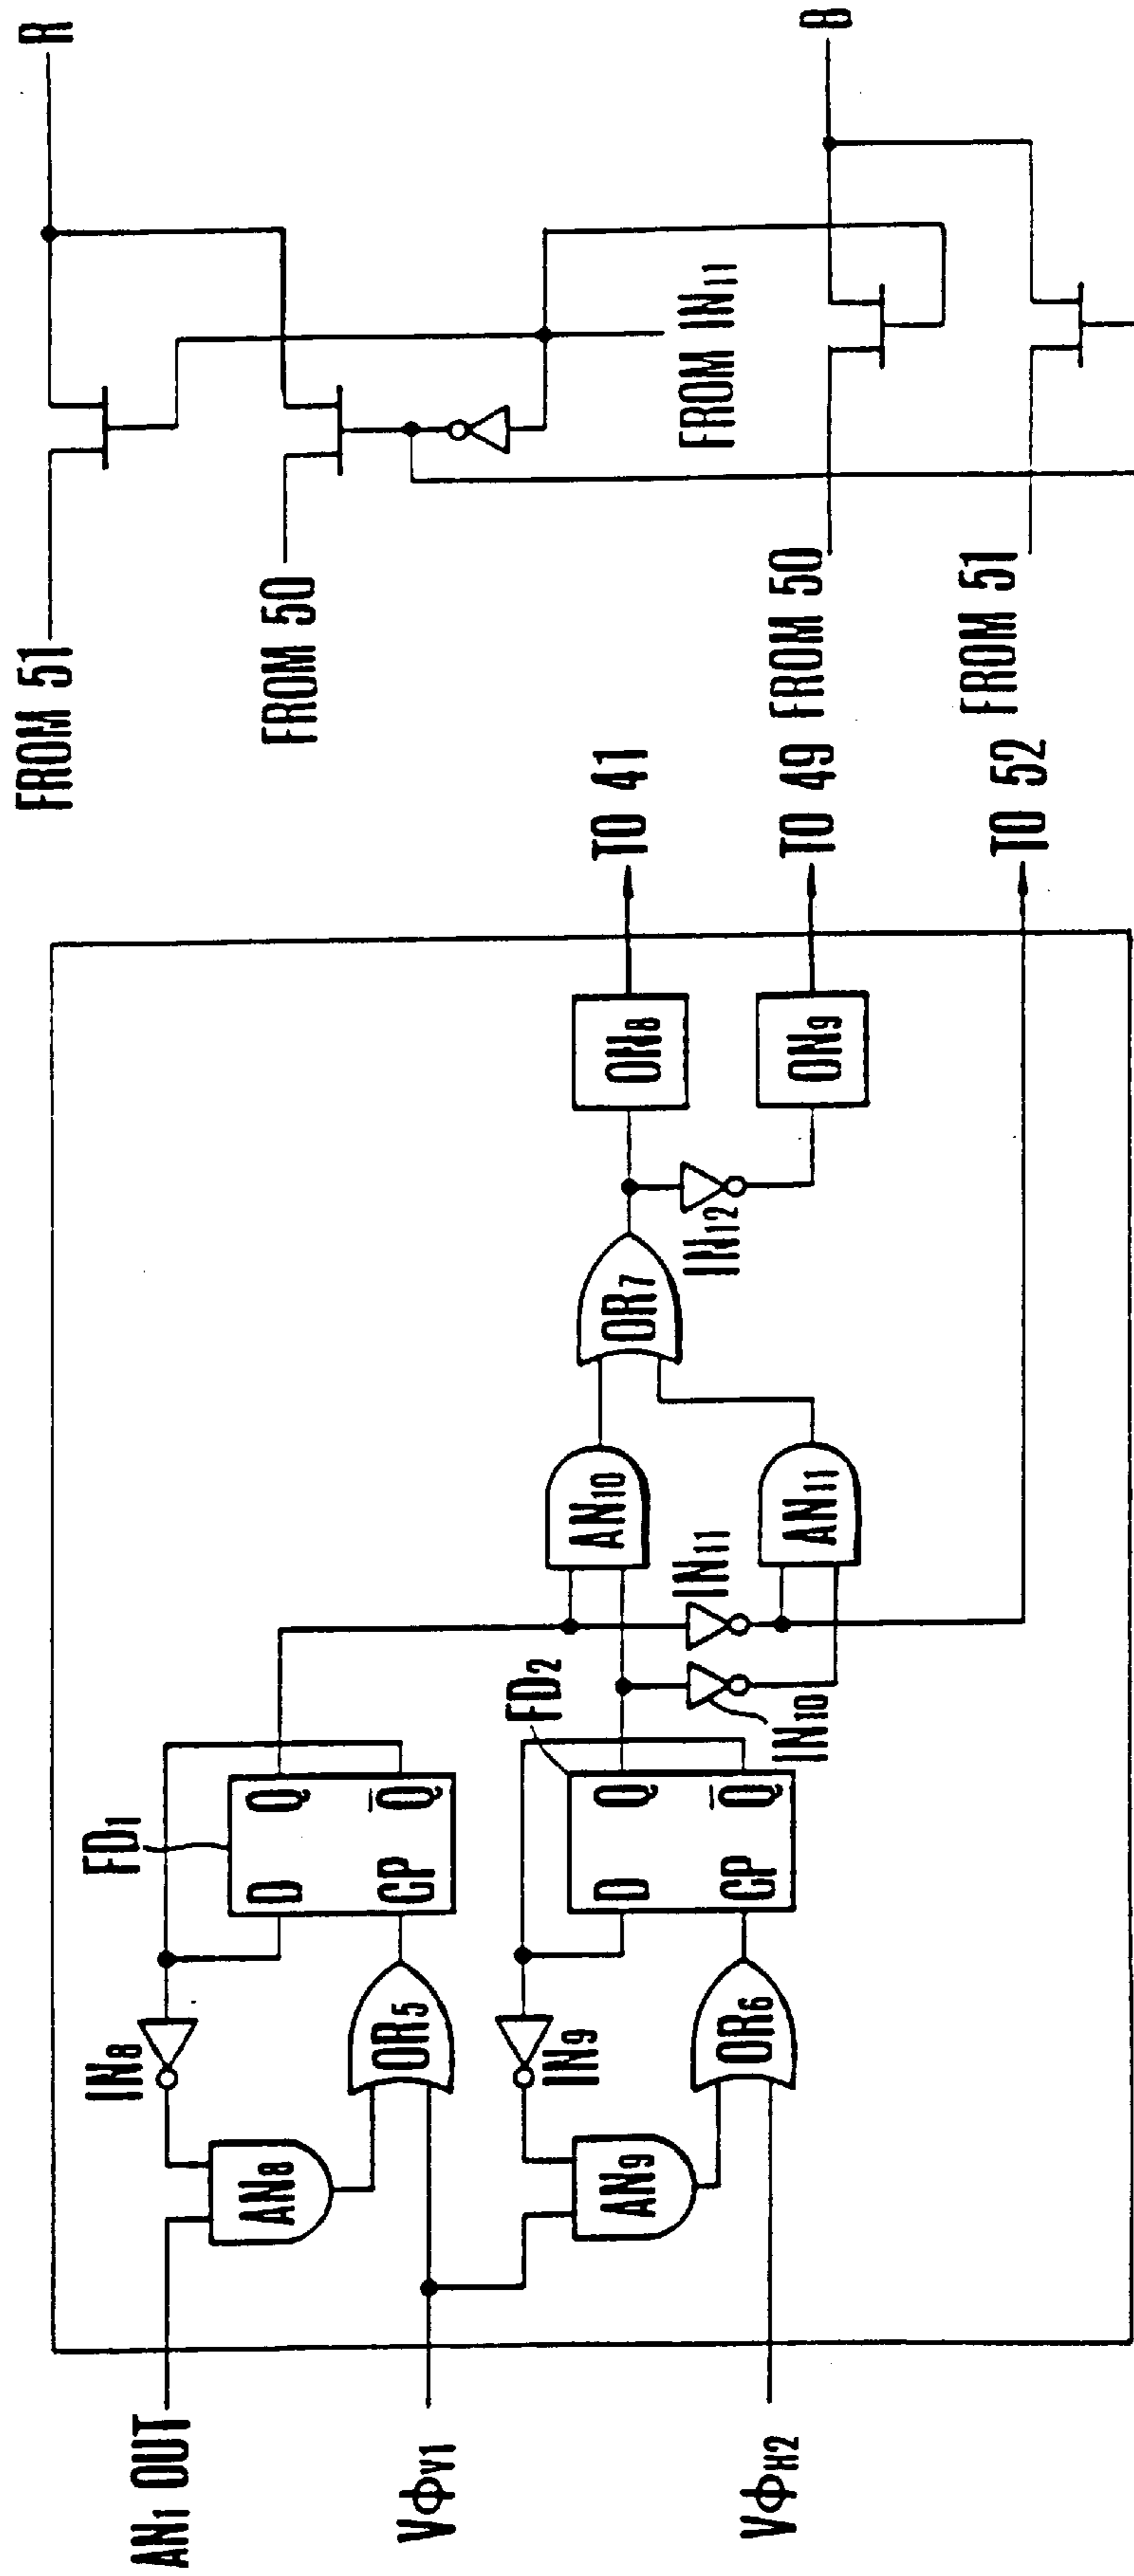 AN1 OUT
VΦV1
VΦH2
IN8
AN8
OR5
FD1
D
Q
CP
Q̅
IN9
AN9
OR6
FD2
D
Q
CP
Q̅
IN10
IN11
AN10
AN11
OR7
IN12
ON8
ON9
TO 41
TO 49
TO 52
FROM 51
FROM 50
FROM IN11
FROM 50
FROM 51
R
B